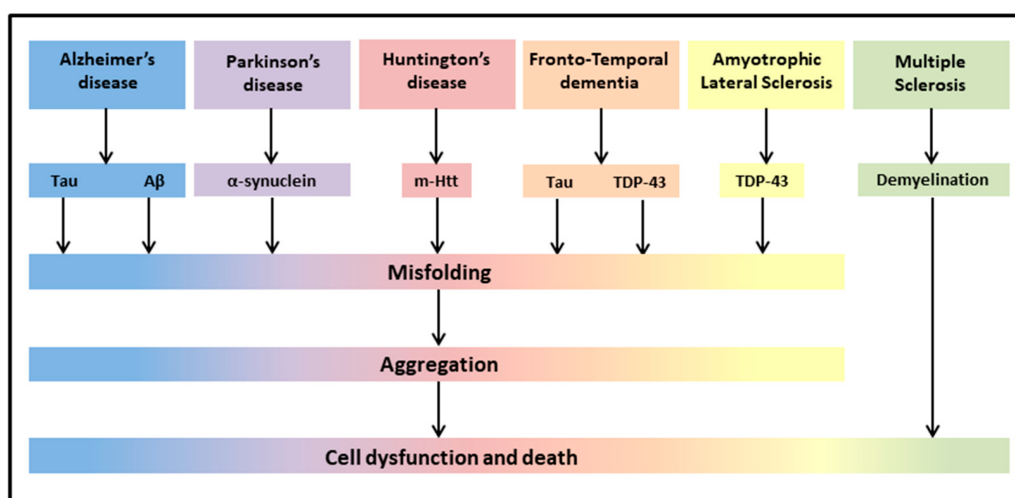 Alzheimer's
disease
Parkinson's
disease
Huntington's
disease
Fronto-Temporal
dementia
Amyotrophic
Lateral Sclerosis
Multiple
Sclerosis
Tau
Aβ
α-synuclein
m-Htt
Tau
TDP-43
TDP-43
Demyelination
Misfolding
Aggregation
Cell dysfunction and death